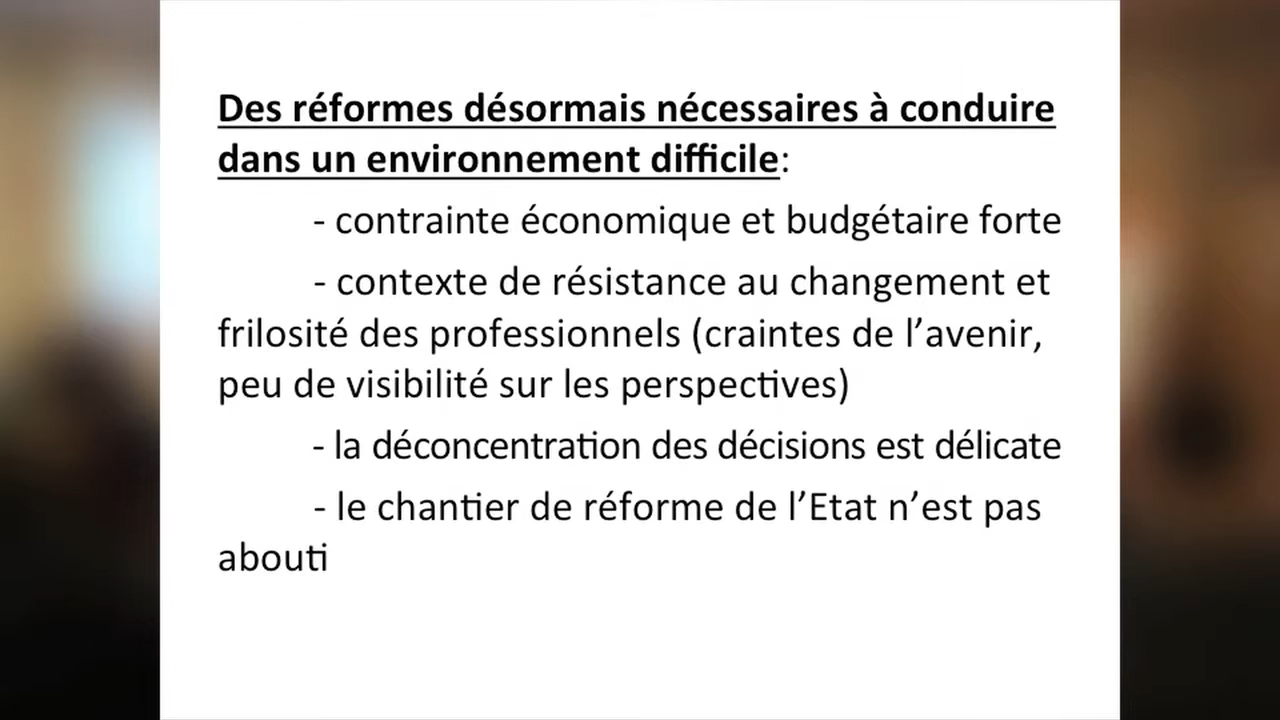 Des réformes désormais nécessaires à conduire
dans un environnement difficile:
- contrainte économique et budgétaire forte
- contexte de résistance au changement et
frilosité des professionnels (craintes de l’avenir,
peu de visibilité sur les perspectives)
- la déconcentration des décisions est délicate
- le chantier de réforme de l’Etat n’est pas
abouti